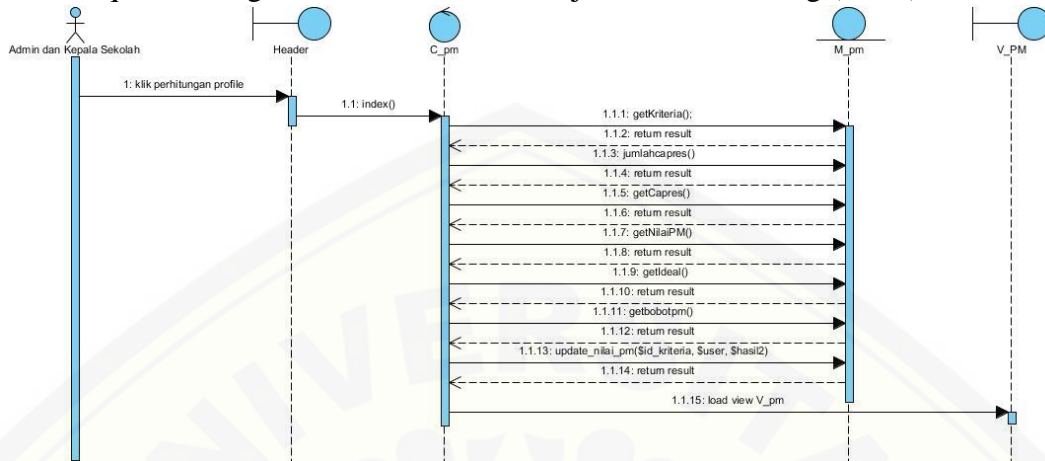 Admin dan Kepala Sekolah
Header
C_pm
M_pm
V_PM
1: klik perhitungan profile
1.1: index()
1.1.1: getKriteria();
1.1.2: return result
1.1.3: jumlahcapres()
1.1.4: return result
1.1.5: getCapres()
1.1.6: return result
1.1.7: getNilaiPM()
1.1.8: return result
1.1.9: getIdeal()
1.1.10: return result
1.1.11: getbobotpm()
1.1.12: return result
1.1.13: update_nilai_pm($id_kriteria, $user, $hasil2)
1.1.14: return result
1.1.15: load view V_pm